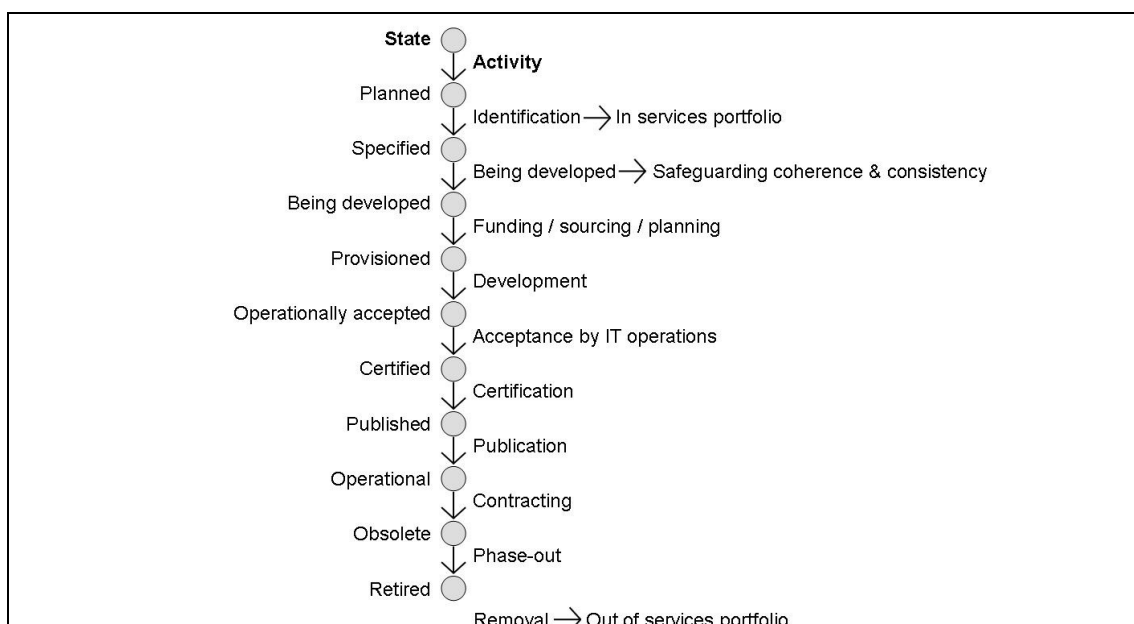 State
Activity
Planned
Identification → In services portfolio
Specified
Being developed → Safeguarding coherence & consistency
Being developed
Funding / sourcing / planning
Provisioned
Development
Operationally accepted
Acceptance by IT operations
Certified
Certification
Published
Publication
Operational
Contracting
Obsolete
Phase-out
Retired
Removal → Out of services portfolio